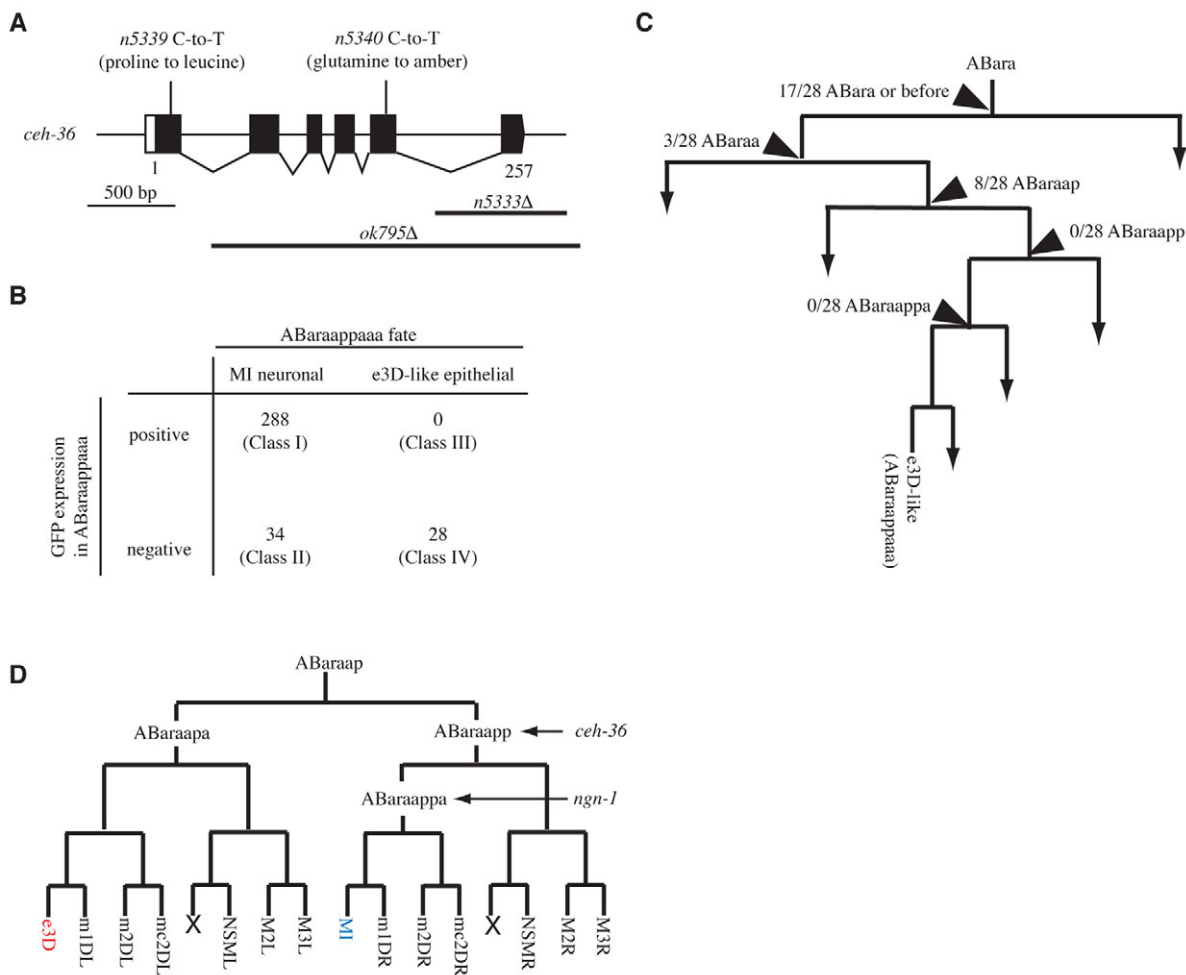 A
n5339 C-to-T
(proline to leucine)
n5340 C-to-T
(glutamine to amber)
ceh-36
1
257
500 bp
n5333Δ
ok795Δ
B
ABaraappaaa fate
MI neuronal
e3D-like epithelial
GFP expression
in ABaraappaaa
positive
288
(Class I)
0
(Class III)
negative
34
(Class II)
28
(Class IV)
C
ABara
17/28 ABara or before
3/28 ABaraa
8/28 ABaraap
0/28 ABaraapp
0/28 ABaraappa
e3D-like
(ABaraappaaa)
D
ABaraap
ABaraapa
ABaraapp
ceh-36
ABaraappa
ngn-1
e3D
m1DL
m2DL
mc2DL
X
NSML
M2L
M3L
MI
m1DR
m2DR
mc2DR
X
NSMR
M2R
M3R